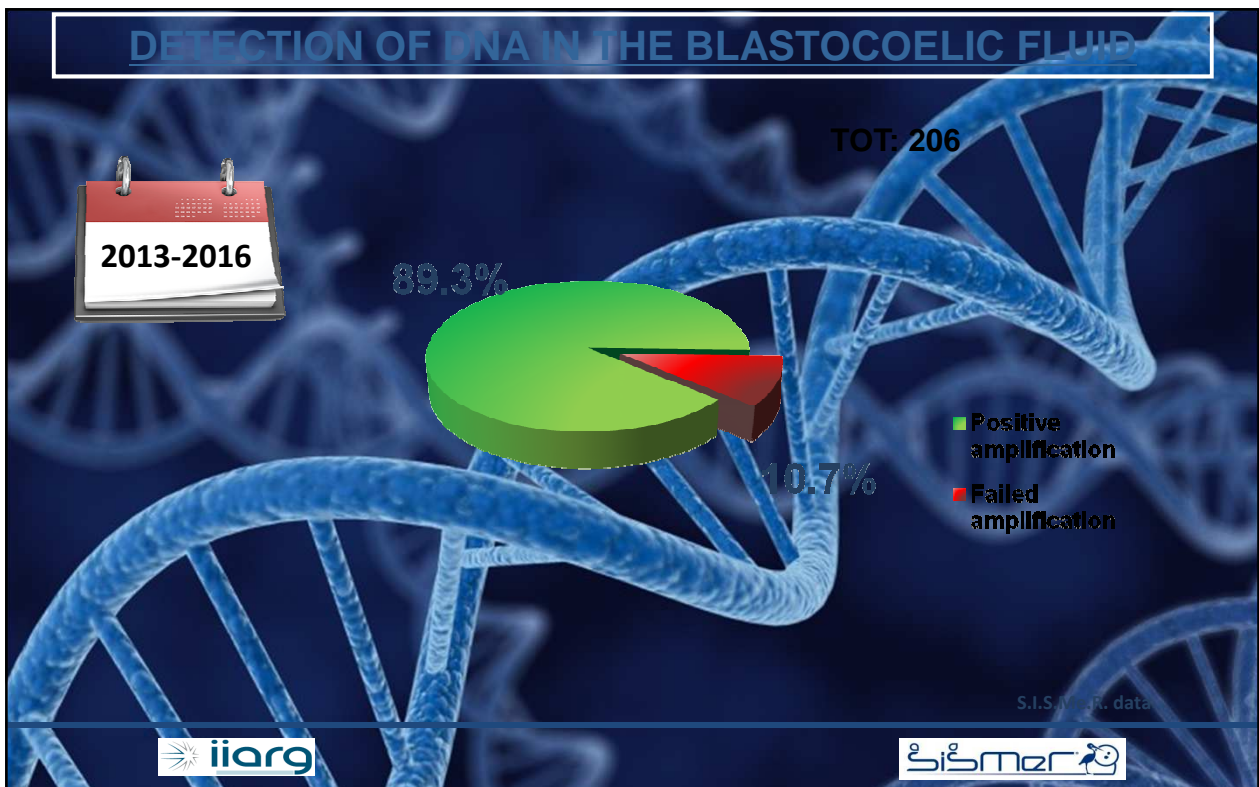 DETECTION OF DNA IN THE BLASTOCOELIC FLUID
TOT: 206
2013-2016
89.3%
10.7%
Positive
amplification
Failed
amplification
S.I.S.M.E.R. data
iiarg
sismer